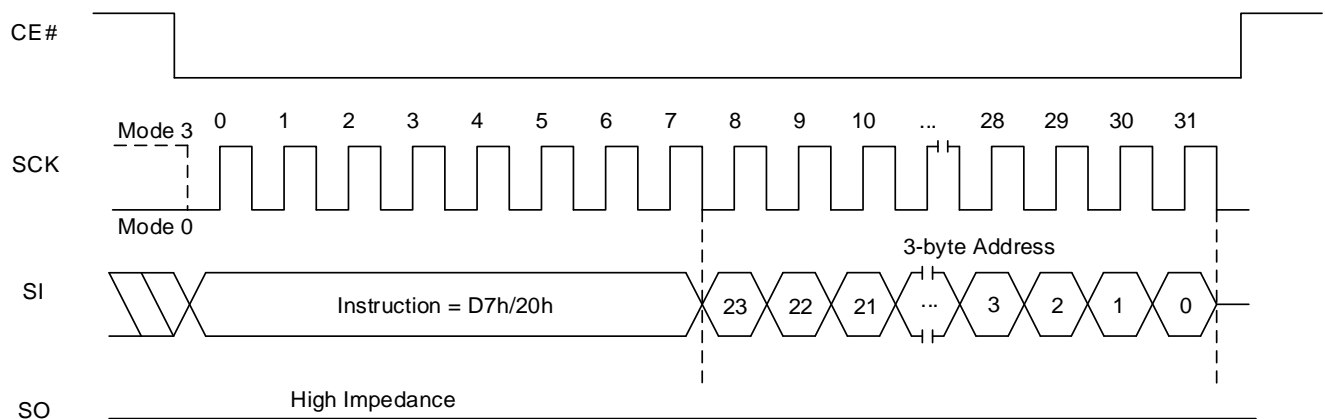 CE#
Mode 3
0 1 2 3 4 5 6 7 8 9 10 ... 28 29 30 31
SCK
Mode 0
3-byte Address
SI
Instruction = D7h/20h
23 22 21 ... 3 2 1 0
High Impedance
SO